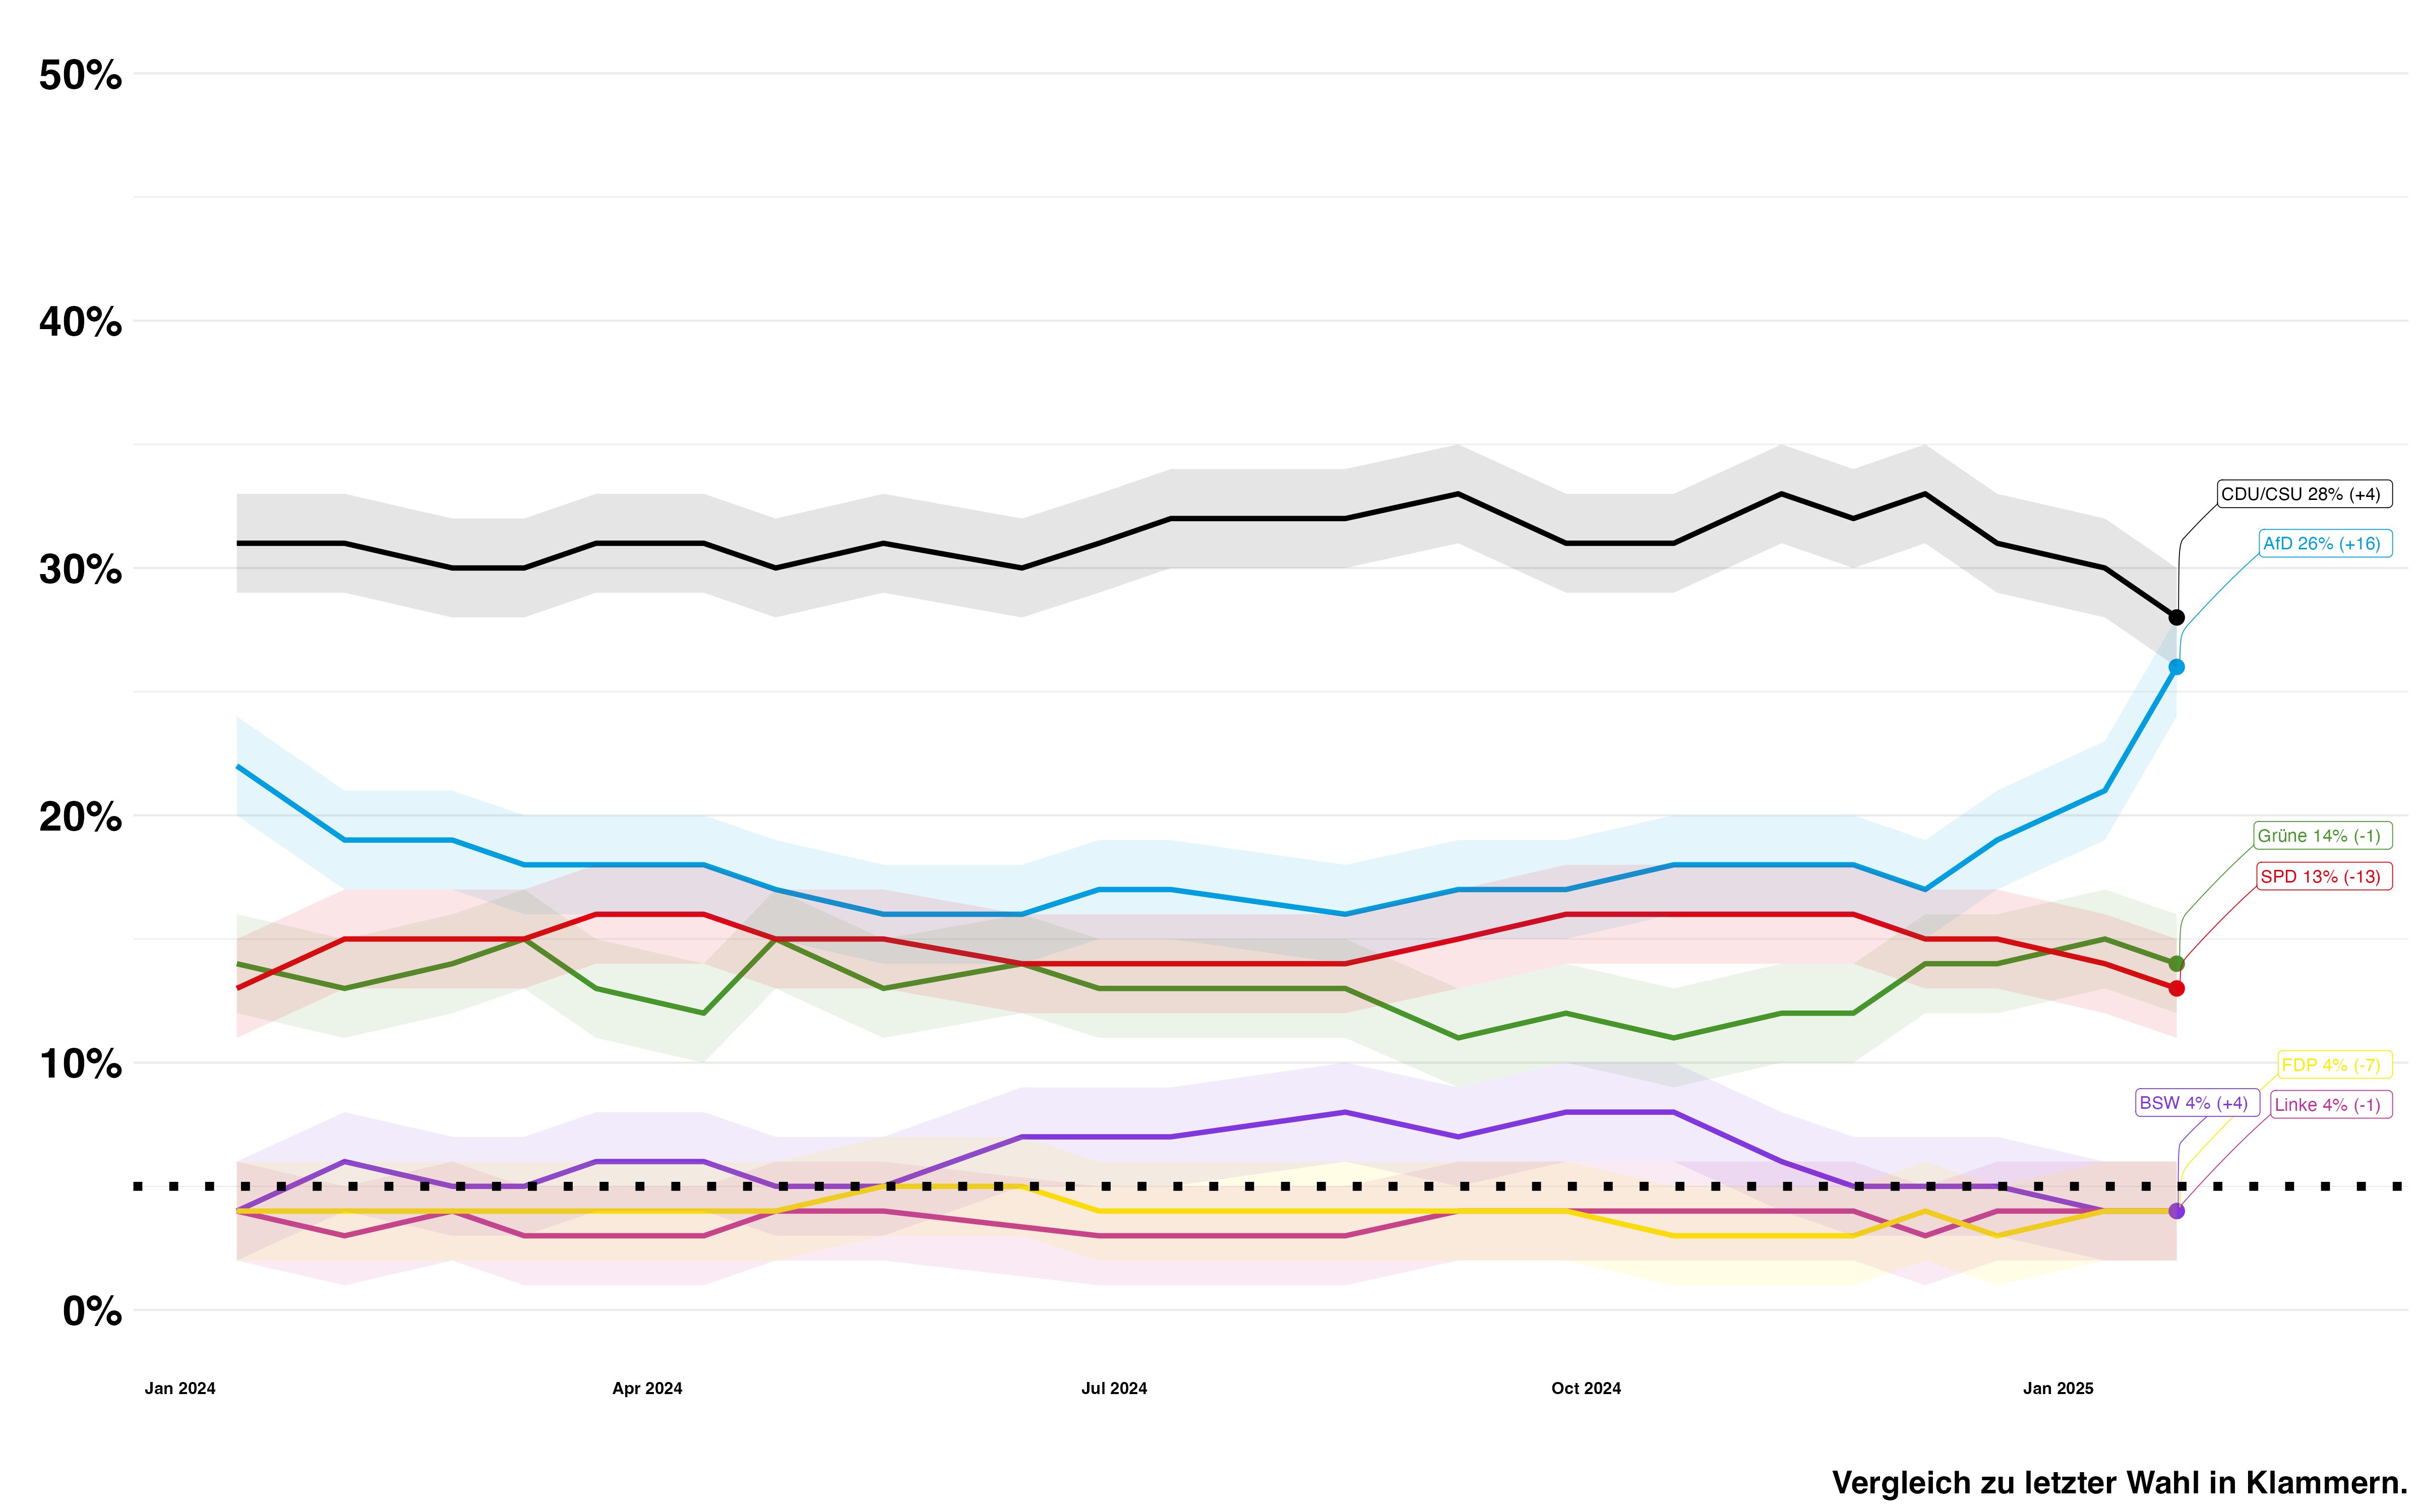 50%
40%
30%
20%
10%
0%
CDU/CSU 28% (+4)
AfD 26% (+16)
Grüne 14% (-1)
SPD 13% (-13)
FDP 4% (-7)
BSW 4% (+4)
Linke 4% (-1)
Jan 2024
Apr 2024
Jul 2024
Oct 2024
Jan 2025
Vergleich zu letzter Wahl in Klammern.